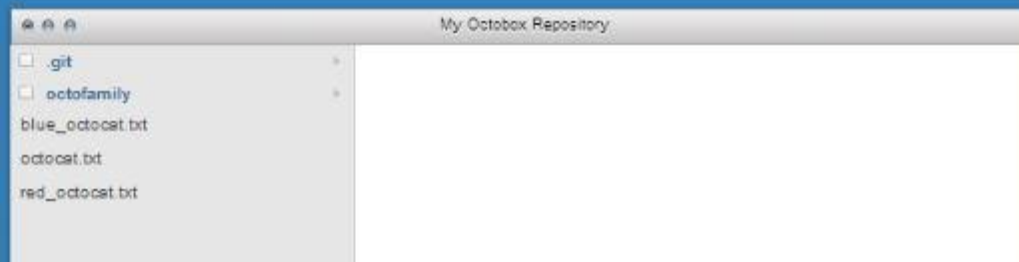 My Octobox Repository
.git
octofamily
blue_octocat.txt
octocat.txt
red_octocat.txt